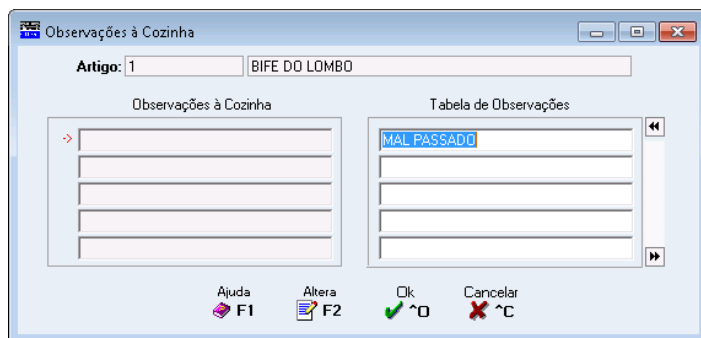 Observações à Cozinha
Artigo: 1 BIFE DO LOMBO
Observações à Cozinha Tabela de Observações
-> MAL PASSADO
Ajuda Altera Ok Cancelar
F1 F2 ^O ^C